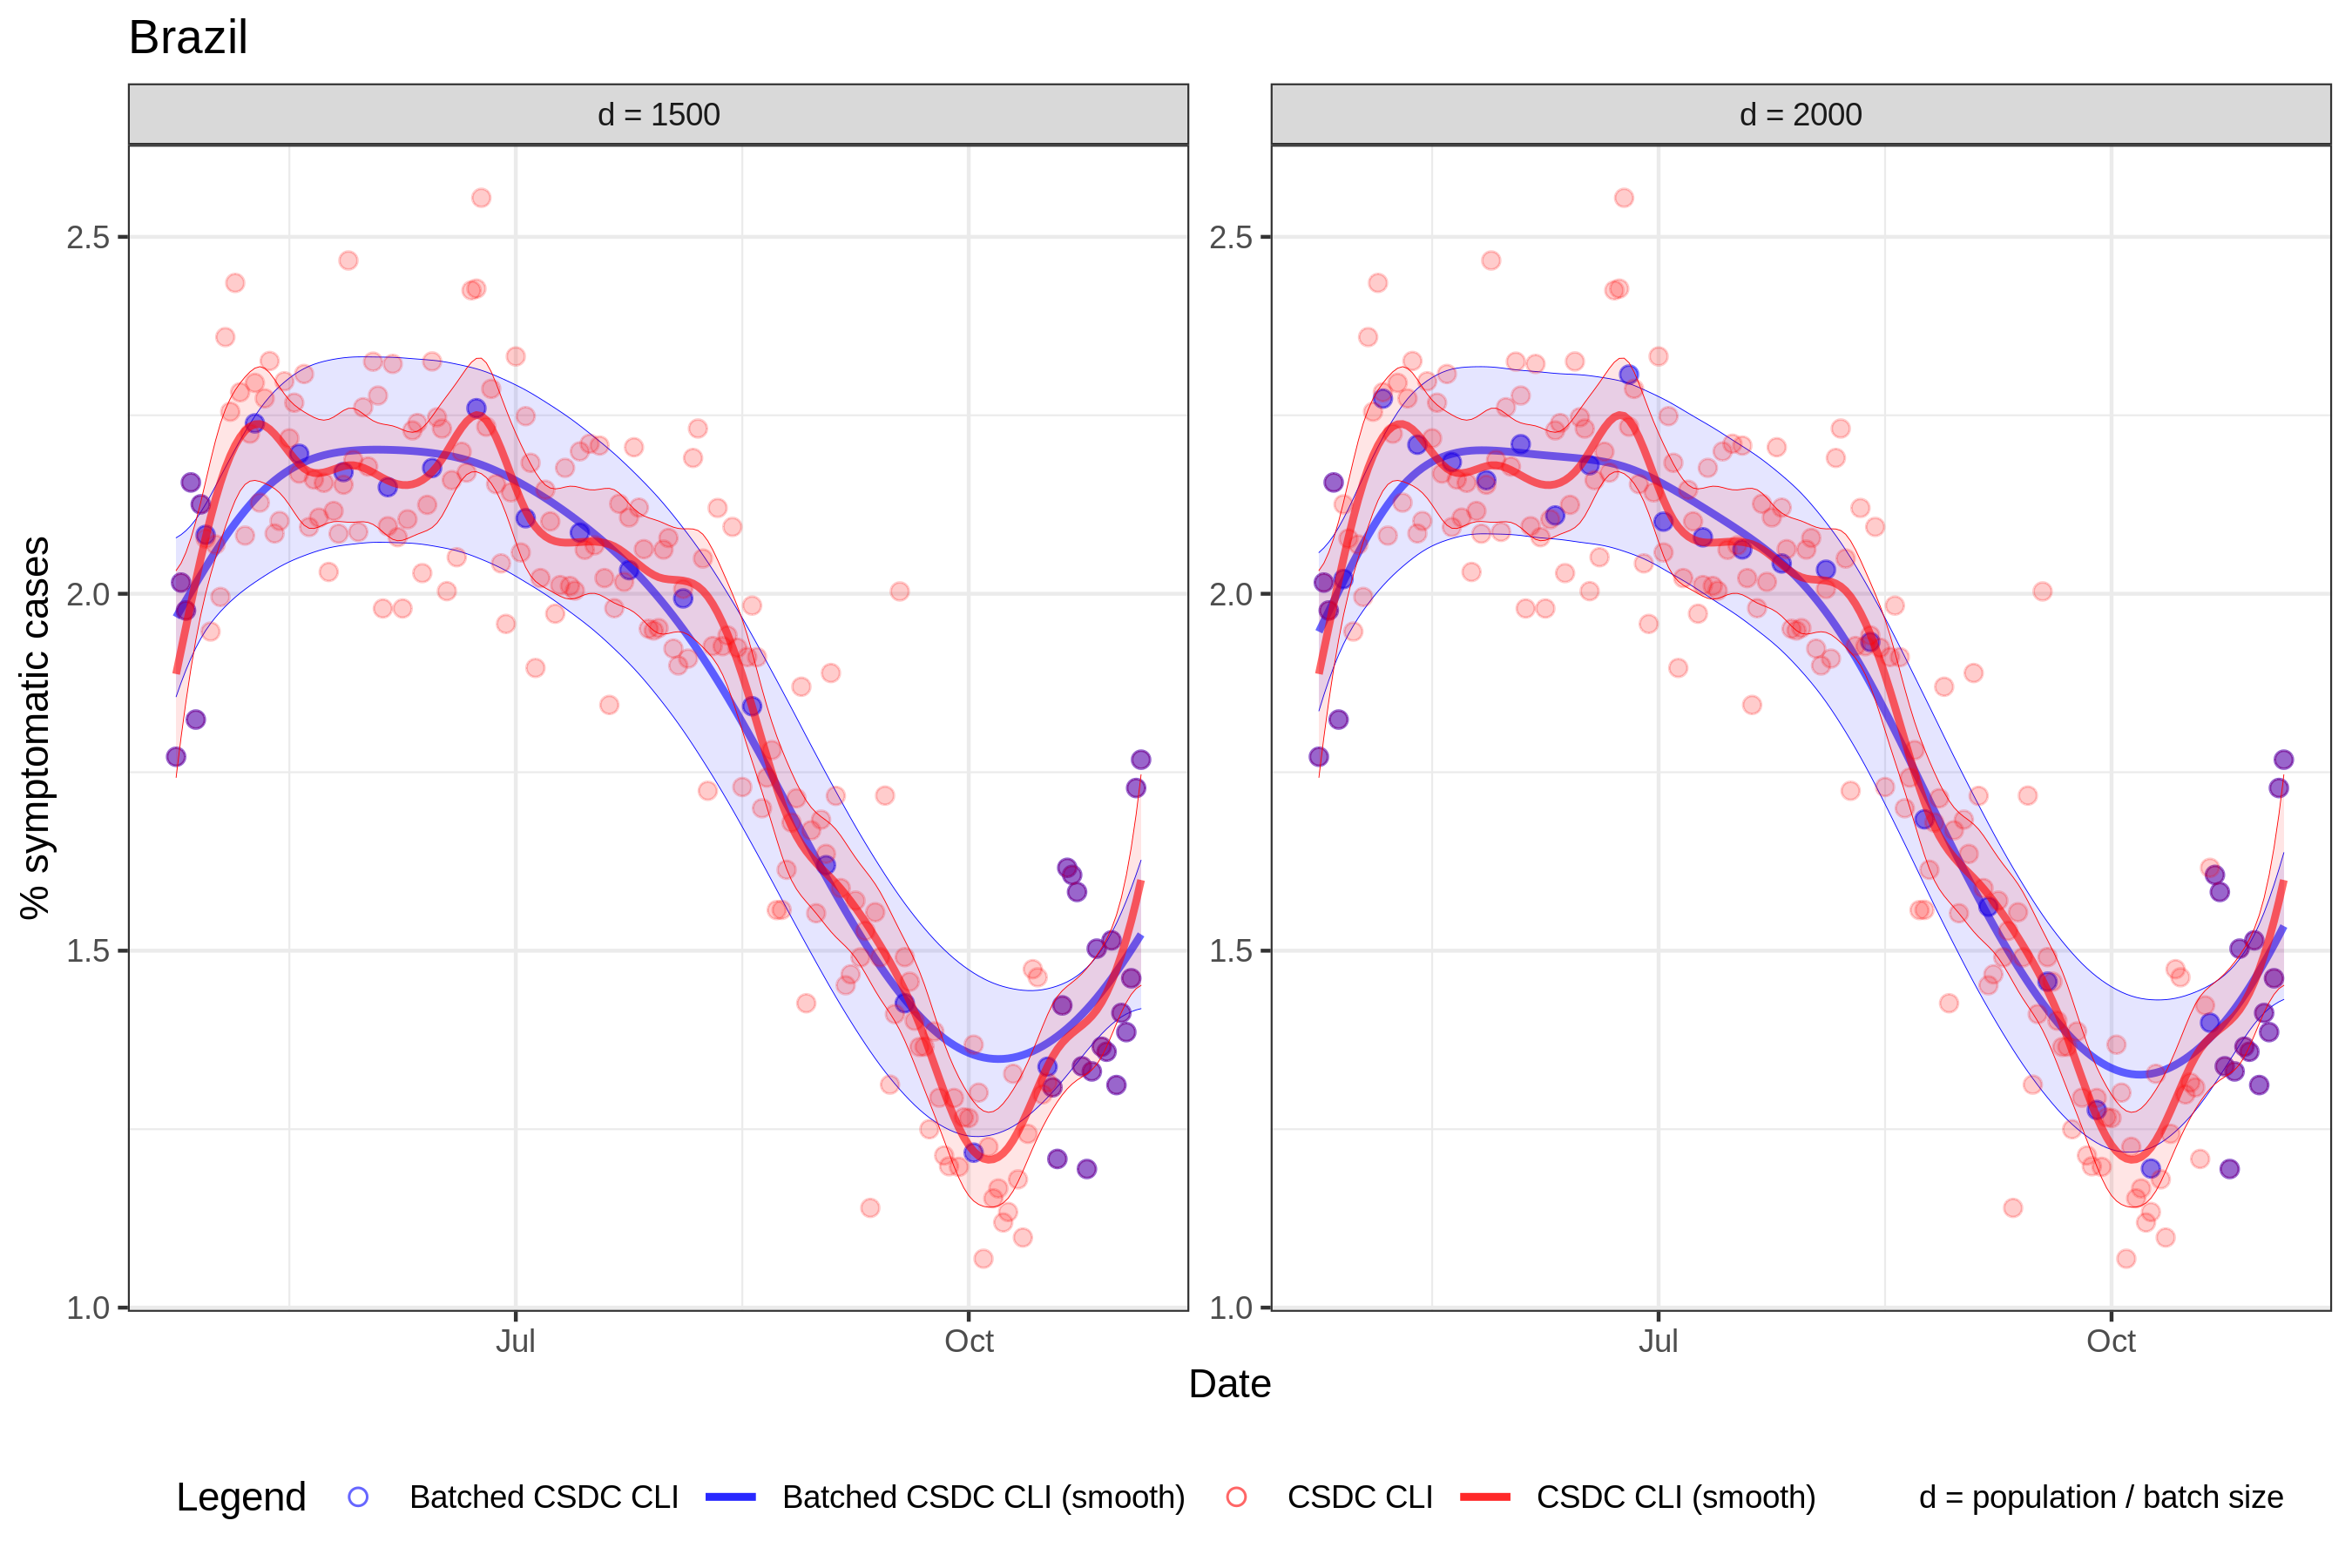 Brazil
d = 1500
d = 2000
% symptomatic cases
2.5
2.0
1.5
1.0
2.5
2.0
1.5
1.0
Jul
Oct
Jul
Oct
Date
Legend Batched CSDC CLI Batched CSDC CLI (smooth) CSDC CLI CSDC CLI (smooth) d = population / batch size